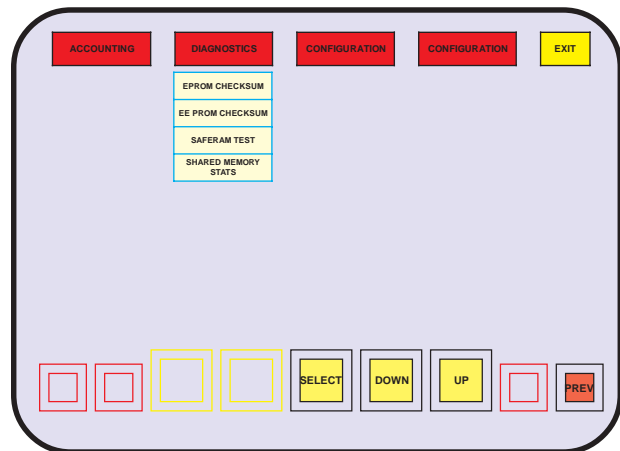 ACCOUNTING DIAGNOSTICS CONFIGURATION CONFIGURATION EXIT
EPROM CHECKSUM
EE PROM CHECKSUM
SAFERAM TEST
SHARED MEMORY
STATS
SELECT DOWN UP PREV